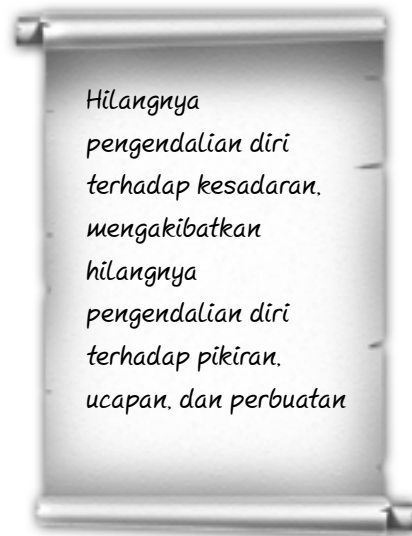 Hilangnya
pengendalian diri
terhadap kesadaran,
mengakibatkan
hilangnya
pengendalian diri
terhadap pikiran,
ucapan, dan perbuatan